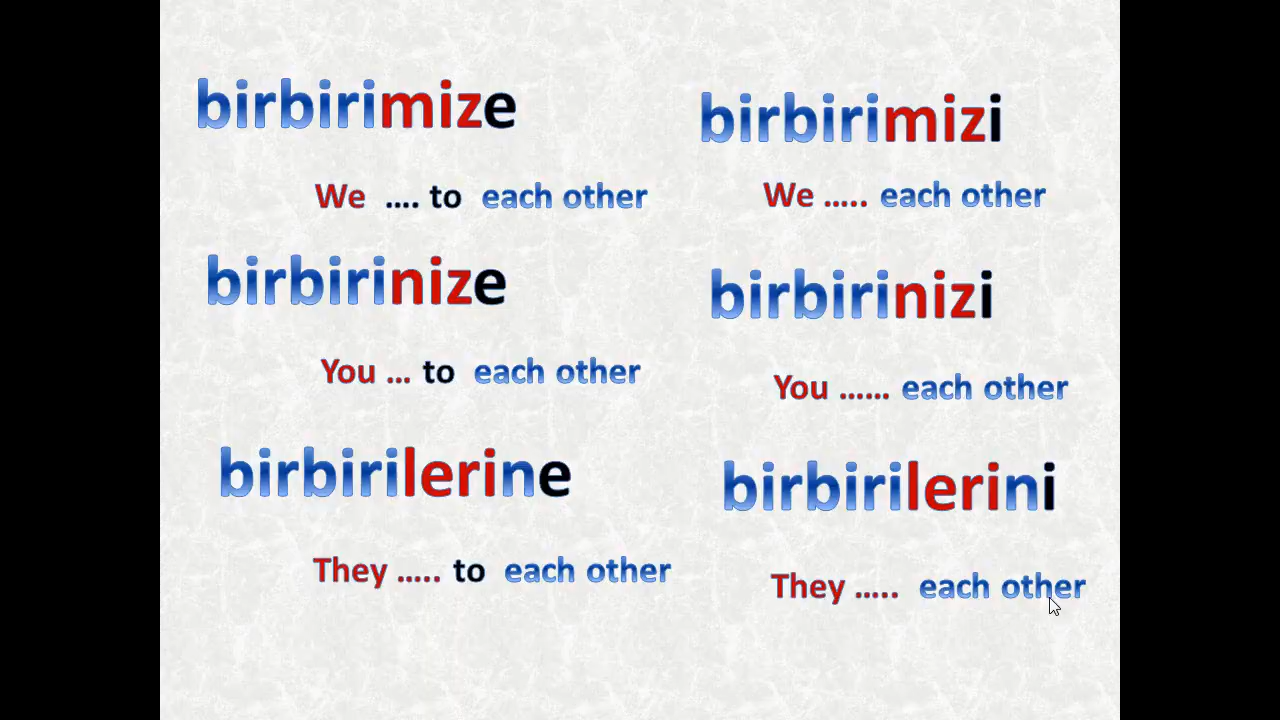 birbirimize
We .... to each other
birbirinize
You ... to each other
birbirilerine
They ..... to each other
birbirimizi
We ..... each other
birbirinizi
You ...... each other
birbirilerini
They ..... each other